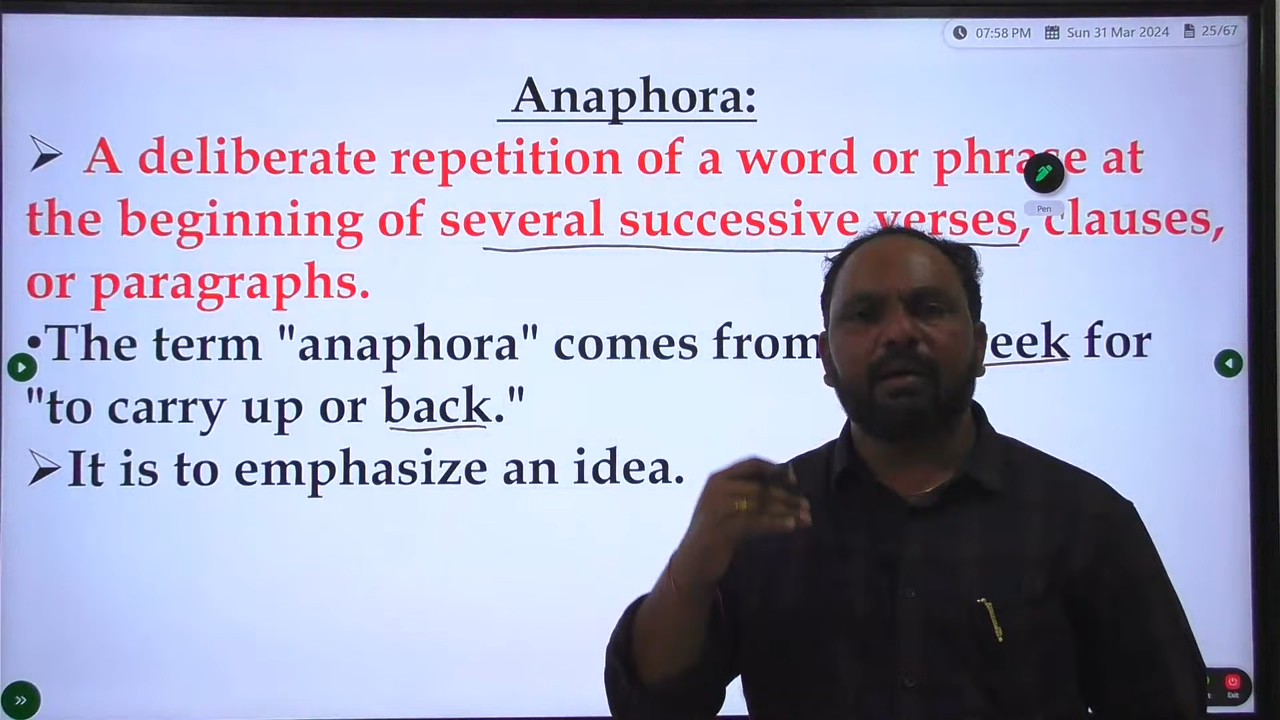 07:58 PM Sun 31 Mar 2024 25/67
Anaphora:
➢ A deliberate repetition of a word or phrase at
the beginning of several successive verses, clauses,
or paragraphs.
•The term "anaphora" comes from eek for
"to carry up or back."
➢It is to emphasize an idea.
Pen
Exit